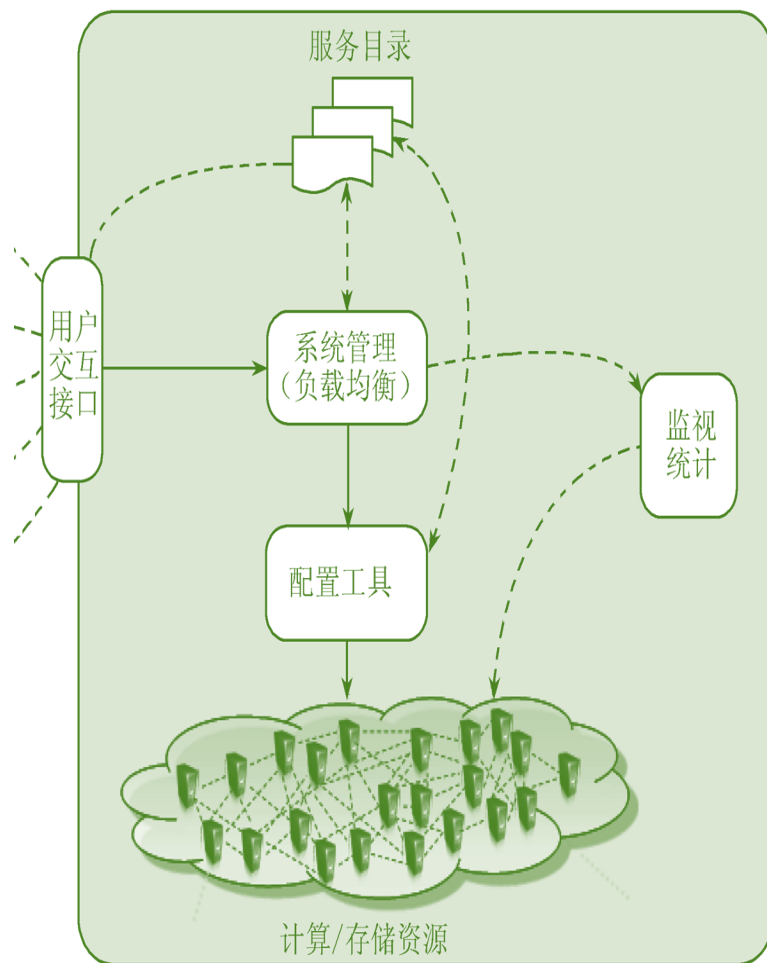 服务目录
用户
交互
接口
系统管理
（负载均衡）
监视
统计
配置工具
计算/存储资源